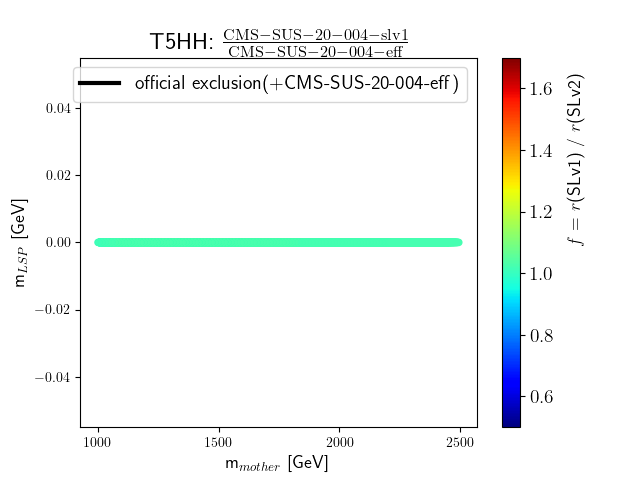 T5HH: CMS−SUS−20−004−slv1
CMS−SUS−20−004−eff
official exclusion(+CMS-SUS-20-004-eff)
0.04
0.02
0.00
−0.02
−0.04
m_LSP [GeV]
1000 1500 2000 2500
m_mother [GeV]
1.6
1.4
1.2
1.0
0.8
0.6
f = r(SLv1) / r(SLv2)